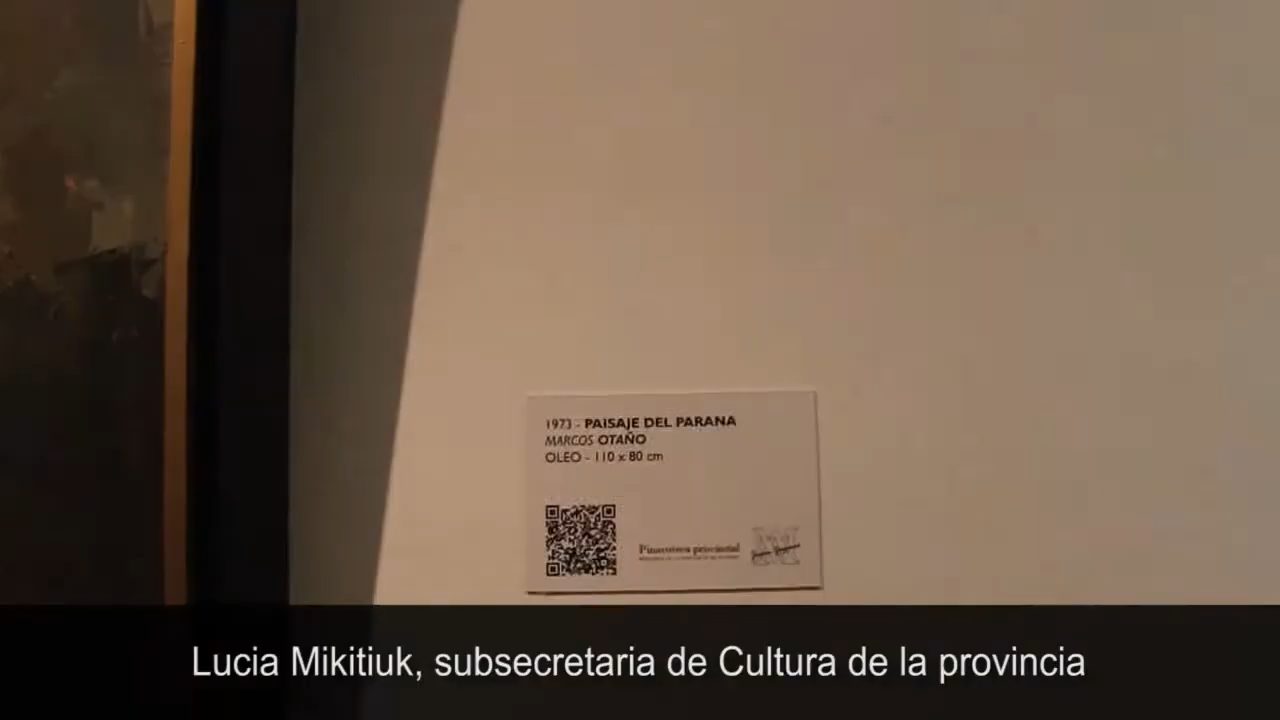 1973 - PAISAJE DEL PARANA
MARCOS OTAÑO
OLEO - 110 x 80 cm
Pinacoteca provincial
Lucia Mikitiuk, subsecretaria de Cultura de la provincia